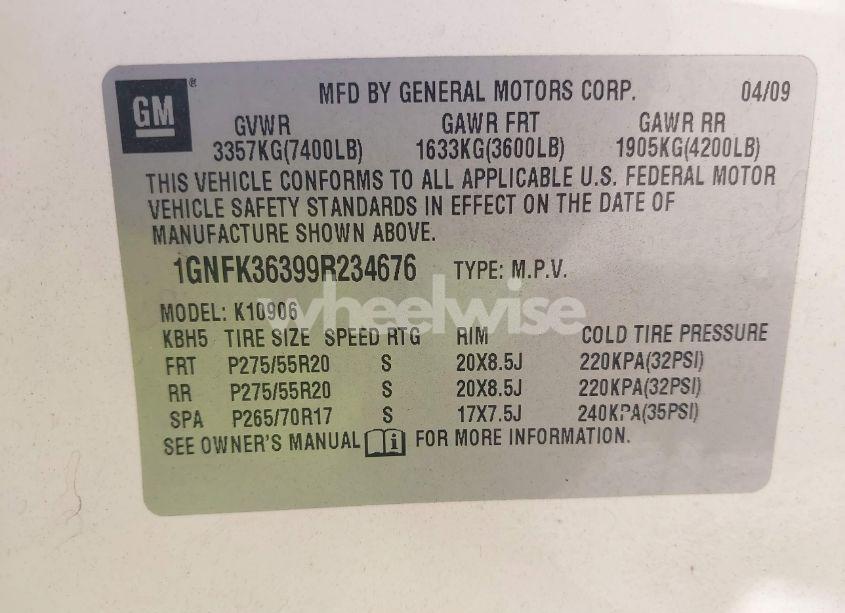 GM ® MFD BY GENERAL MOTORS CORP. 04/09
GVWR GAWR FRT GAWR RR
3357KG(7400LB) 1633KG(3600LB) 1905KG(4200LB)
THIS VEHICLE CONFORMS TO ALL APPLICABLE U.S. FEDERAL MOTOR
VEHICLE SAFETY STANDARDS IN EFFECT ON THE DATE OF
MANUFACTURE SHOWN ABOVE.
1GNFK36399R234676 TYPE: M.P.V.
MODEL: K10906
wheelwise
KBH5 TIRE SIZE SPEED RTG RIM COLD TIRE PRESSURE
FRT P275/55R20 S 20X8.5J 220KPA(32PSI)
RR P275/55R20 S 20X8.5J 220KPA(32PSI)
SPA P265/70R17 S 17X7.5J 240KPA(35PSI)
SEE OWNER'S MANUAL i FOR MORE INFORMATION.